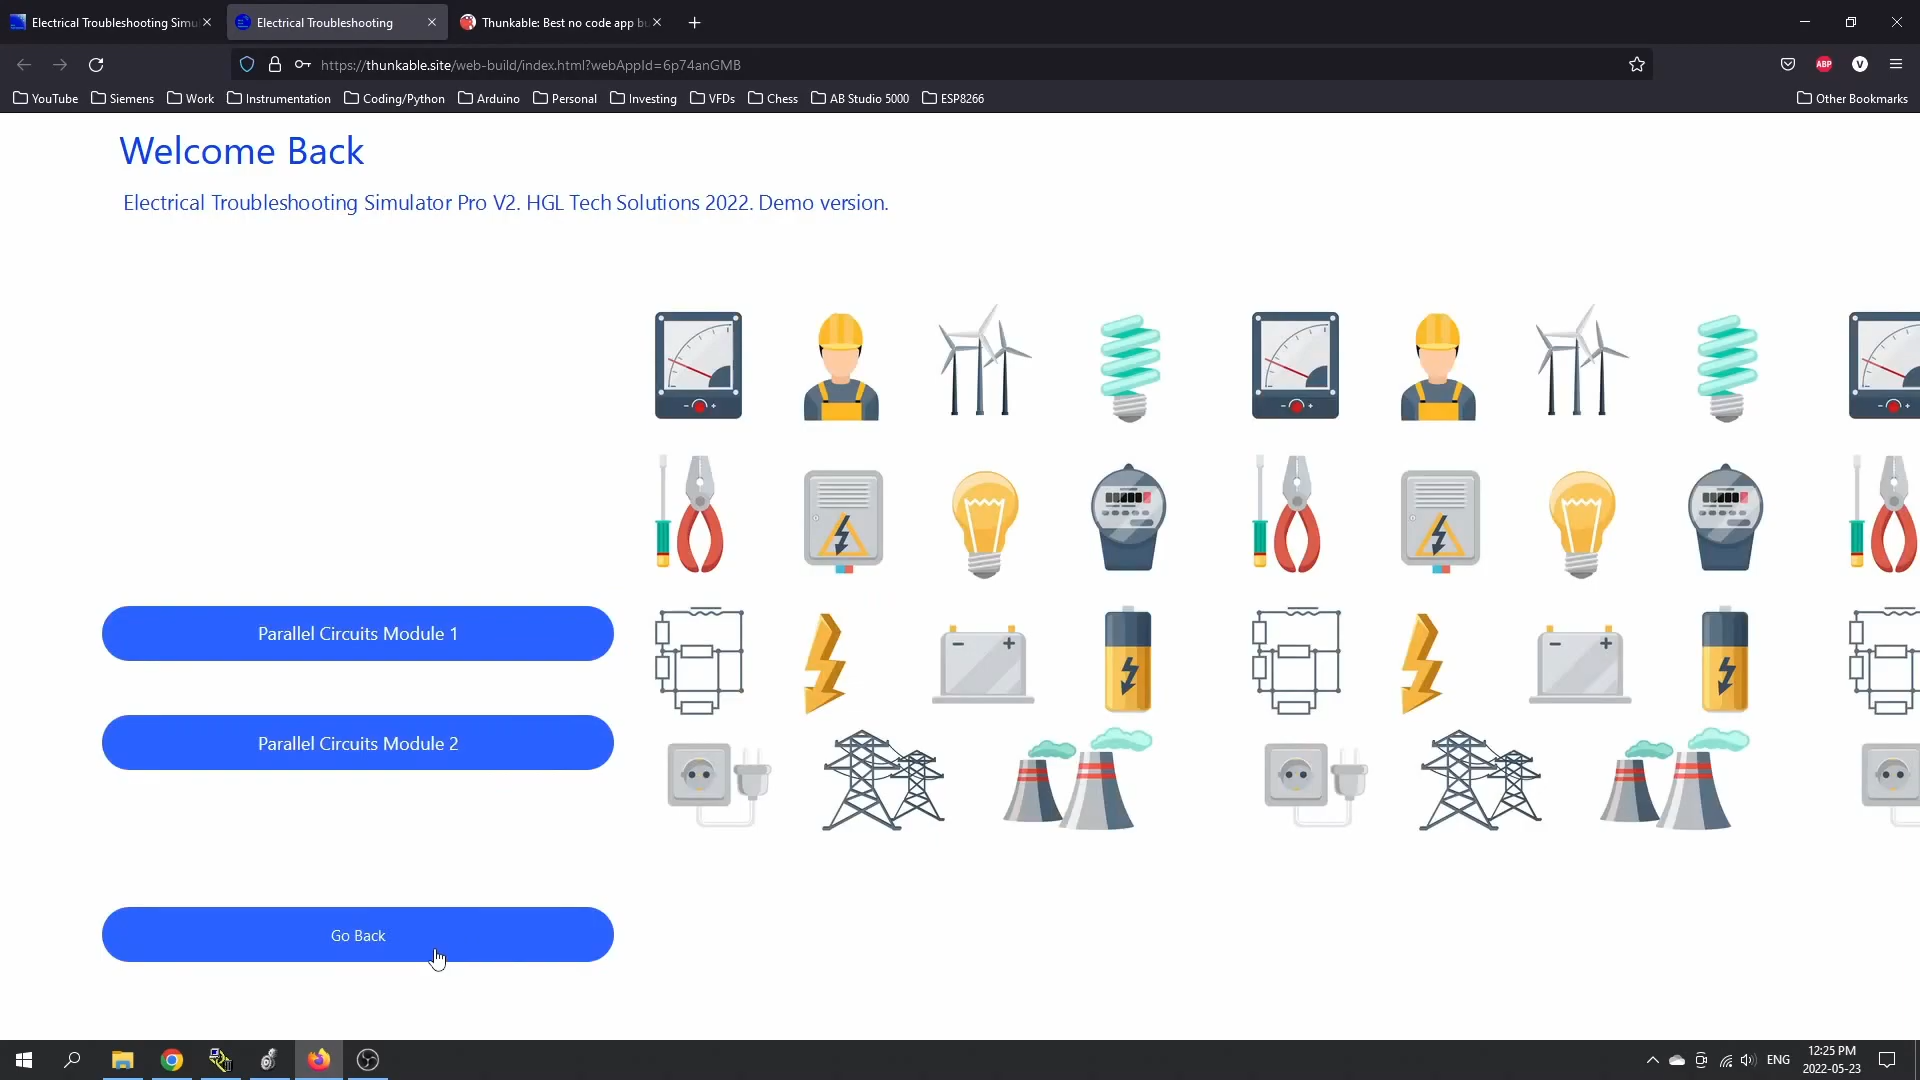 Electrical Troubleshooting Simu
Electrical Troubleshooting
Thunkable: Best no code app bu
https://thunkable.site/web-build/index.html?webAppId=6p74anGMB
ABP
V
YouTube
Siemens
Work
Instrumentation
Coding/Python
Arduino
Personal
Investing
VFDs
Chess
AB Studio 5000
ESP8266
Other Bookmarks
Welcome Back
Electrical Troubleshooting Simulator Pro V2. HGL Tech Solutions 2022. Demo version.
Parallel Circuits Module 1
Parallel Circuits Module 2
Go Back
ENG
12:25 PM
2022-05-23